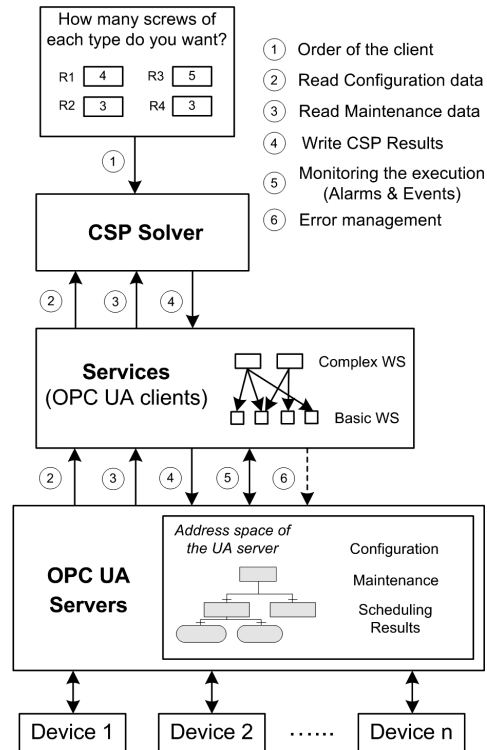 How many screws of
each type do you want?
R1 4 R3 5
R2 3 R4 3
1 Order of the client
2 Read Configuration data
3 Read Maintenance data
4 Write CSP Results
5 Monitoring the execution
(Alarms & Events)
6 Error management
1
CSP Solver
2 3 4
Services
(OPC UA clients)
Complex WS
Basic WS
2 3 4 5 6
OPC UA
Servers
Address space of
the UA server
Configuration
Maintenance
Scheduling
Results
Device 1 Device 2 ...... Device n